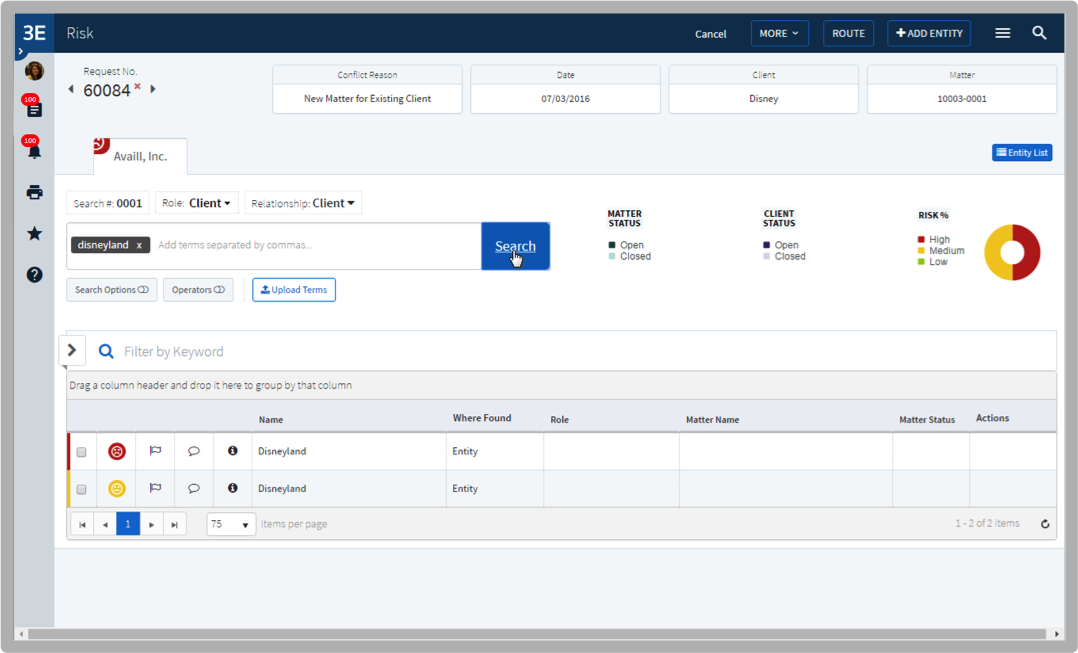 3E
Risk
Cancel
MORE
ROUTE
ADD ENTITY
Request No.
60084
Conflict Reason
New Matter for Existing Client
Date
07/03/2016
Client
Disney
Matter
10003-0001
100
100
Availl, Inc.
Entity List
Search #: 0001
Role: Client
Relationship: Client
disneyland x
Add terms separated by commas...
Search
Search Options
Operators
Upload Terms
MATTER
STATUS
Open
Closed
CLIENT
STATUS
Open
Closed
RISK %
High
Medium
Low
Filter by Keyword
Drag a column header and drop it here to group by that column
Name Where Found Role Matter Name Matter Status Actions
Disneyland Entity
Disneyland Entity
1 75 items per page 1 - 2 of 2 items